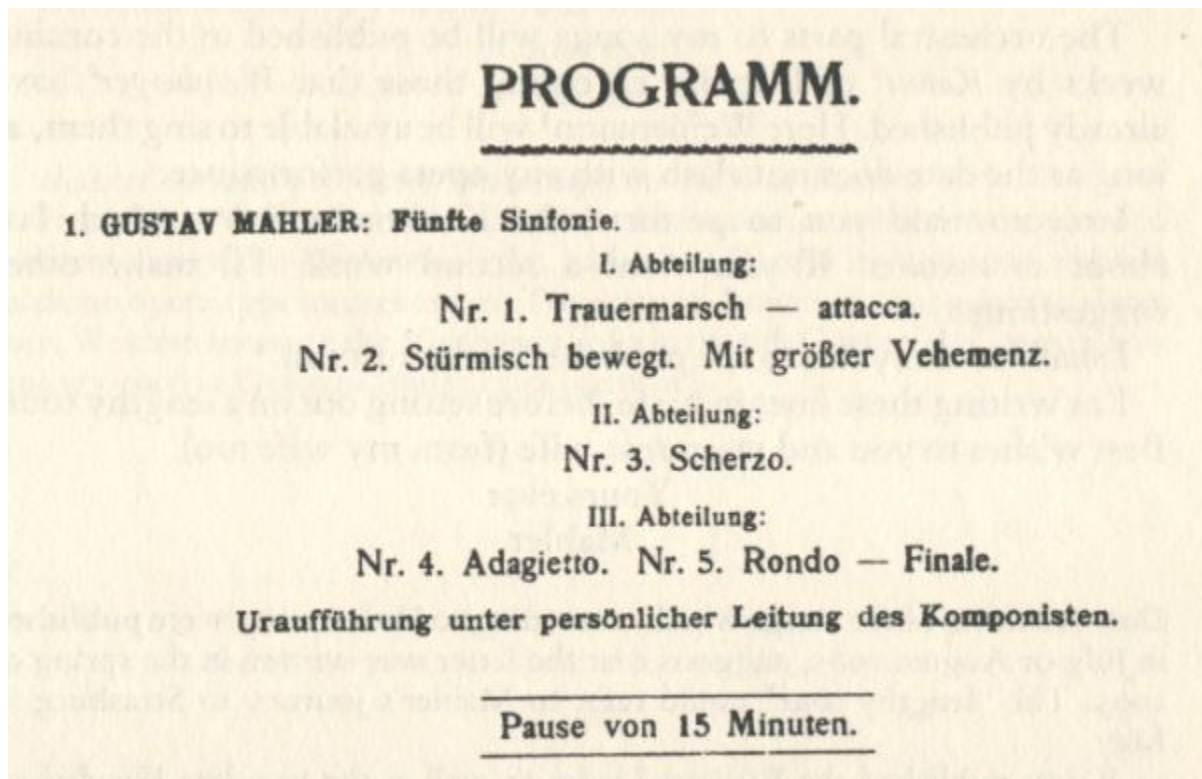 PROGRAMM.
1. GUSTAV MAHLER: Fünfte Sinfonie.
I. Abteilung:
Nr. 1. Trauermarsch — attacca.
Nr. 2. Stürmisch bewegt. Mit größter Vehemenz.
II. Abteilung:
Nr. 3. Scherzo.
III. Abteilung:
Nr. 4. Adagietto. Nr. 5. Rondo — Finale.
Uraufführung unter persönlicher Leitung des Komponisten.
Pause von 15 Minuten.